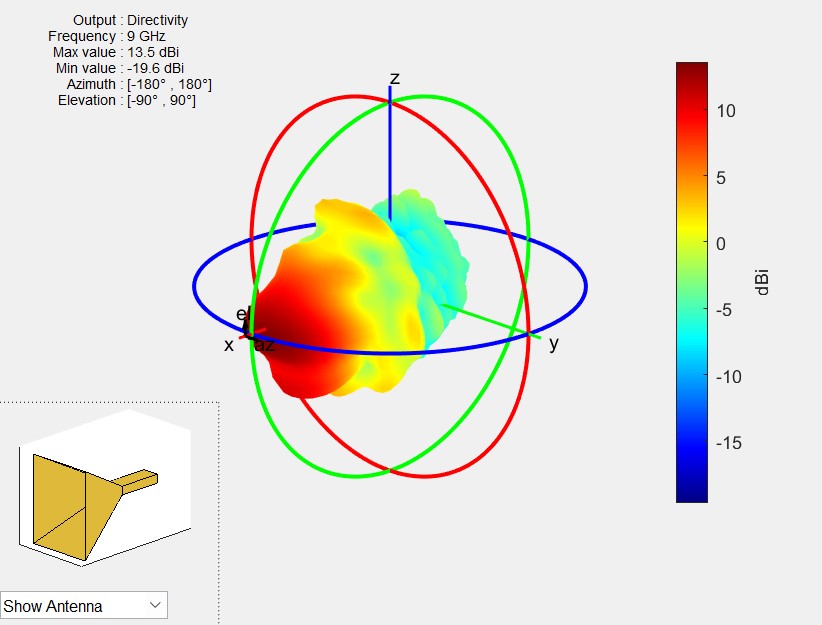 Output : Directivity
Frequency : 9 GHz
Max value : 13.5 dBi
Min value : -19.6 dBi
Azimuth : [-180° , 180°]
Elevation : [-90° , 90°]
z
10
5
0
-5
-10
-15
dBi
el
x
az
y
Show Antenna